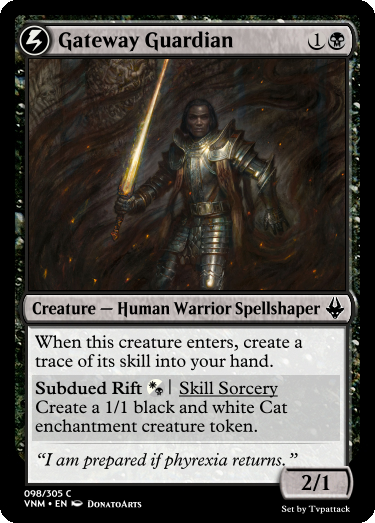 Gateway Guardian 1
Creature — Human Warrior Spellshaper
When this creature enters, create a
trace of its skill into your hand.
Subdued Rift | Skill Sorcery
Create a 1/1 black and white Cat
enchantment creature token.
“I am prepared if phyrexia returns.”
2/1
098/305 C
VNM • EN DonatoArts
Set by Tvpattack